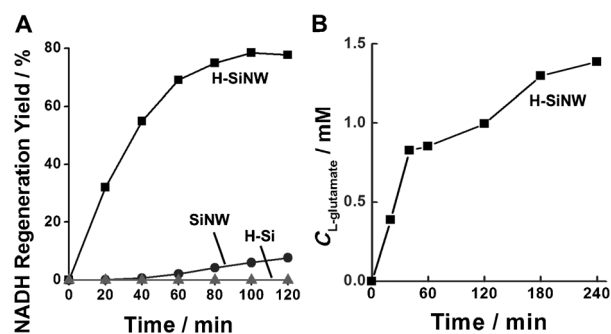 A
NADH Regeneration Yield / %
80
60
40
20
0
H-SiNW
SiNW
H-Si
0 20 40 60 80 100 120
Time / min
B
C L-glutamate / mM
1.5
1.0
0.5
0.0
H-SiNW
0 60 120 180 240
Time / min